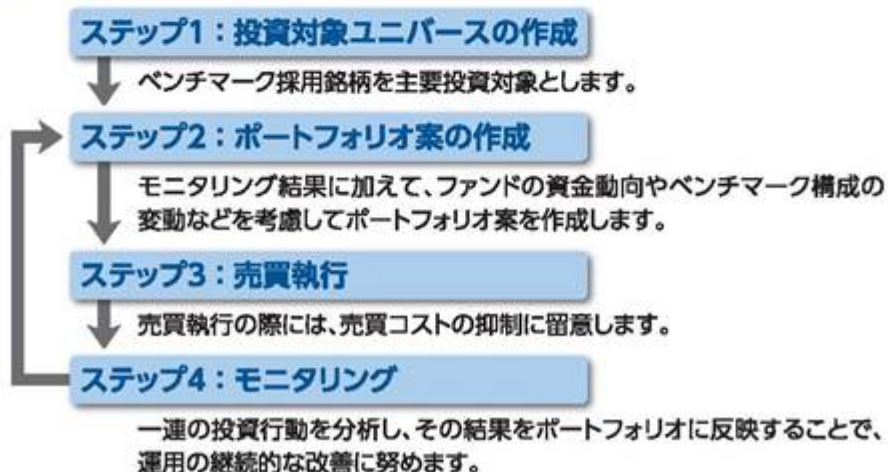 ステップ1：投資対象ユニバースの作成
ベンチマーク採用銘柄を主要投資対象とします。
ステップ2：ポートフォリオ案の作成
モニタリング結果に加えて、ファンドの資金動向やベンチマーク構成の
変動などを考慮してポートフォリオ案を作成します。
ステップ3：売買執行
売買執行の際には、売買コストの抑制に留意します。
ステップ4：モニタリング
一連の投資行動を分析し、その結果をポートフォリオに反映することで、
運用の継続的な改善に努めます。